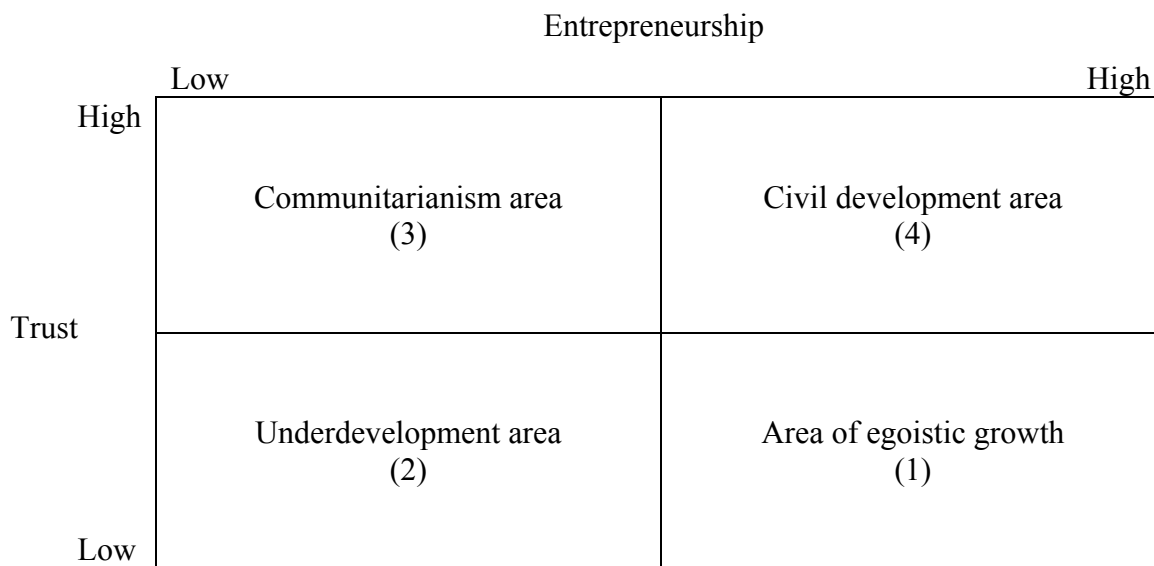 Entrepreneurship
Low High
High
Communitarianism area Civil development area
(3) (4)
Trust
Underdevelopment area Area of egoistic growth
(2) (1)
Low